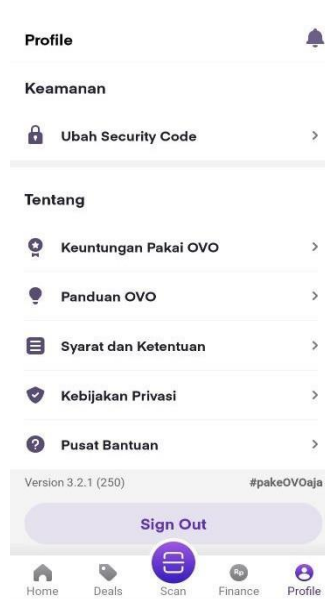 Profile
Keamanan
Ubah Security Code
Tentang
Keuntungan Pakai OVO
Panduan OVO
Syarat dan Ketentuan
Kebijakan Privasi
Pusat Bantuan
Version 3.2.1 (250) #pakeOVOaja
Sign Out
Home Deals Scan Rp Finance Profile